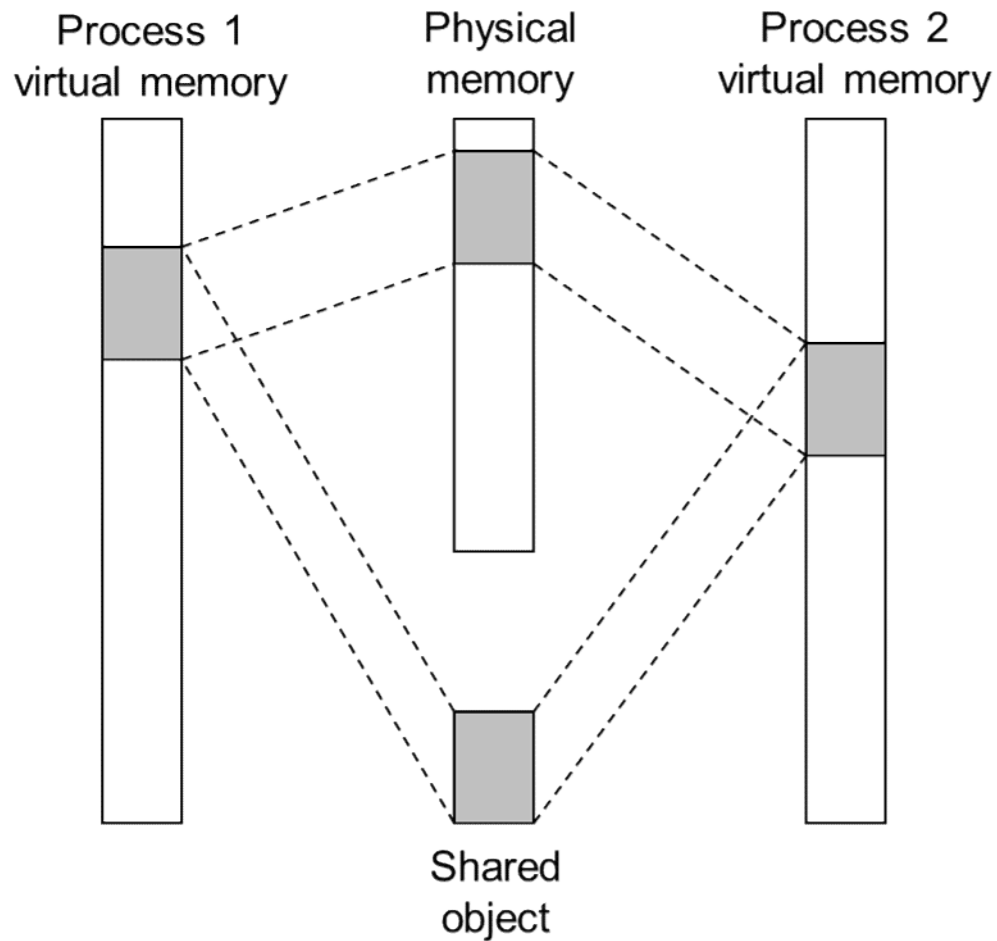 Process 1
virtual memory
Physical
memory
Process 2
virtual memory
Shared
object